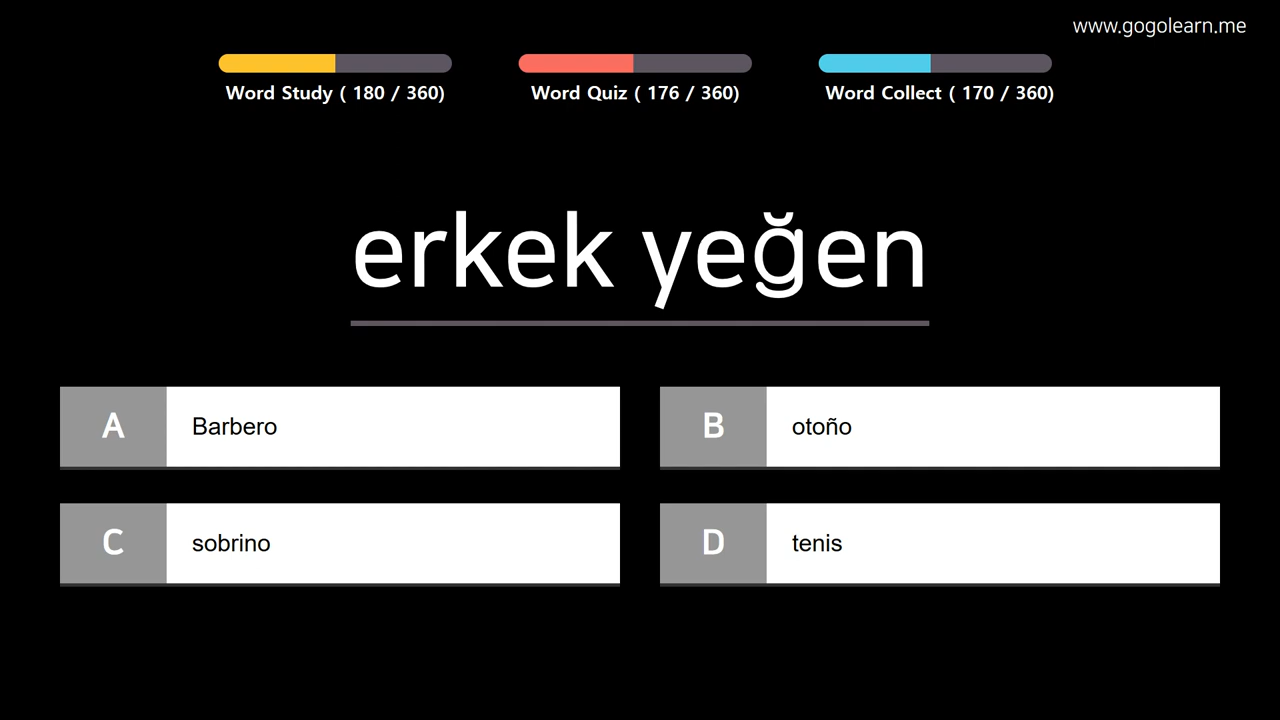 www.gogolearn.me
Word Study ( 180 / 360)
Word Quiz ( 176 / 360)
Word Collect ( 170 / 360)
erkek yeğen
A Barbero
B otoño
C sobrino
D tenis